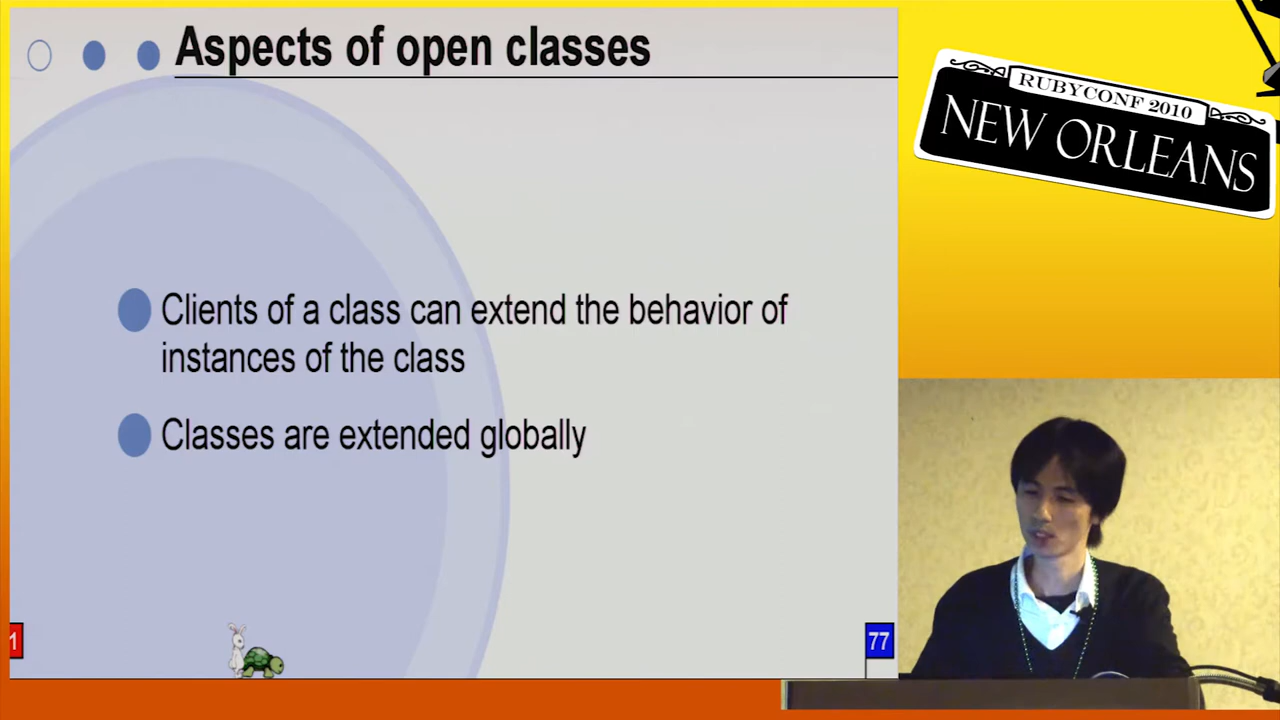 Aspects of open classes
Clients of a class can extend the behavior of
instances of the class
Classes are extended globally
1
77
RUBYCONF 2010
NEW ORLEANS